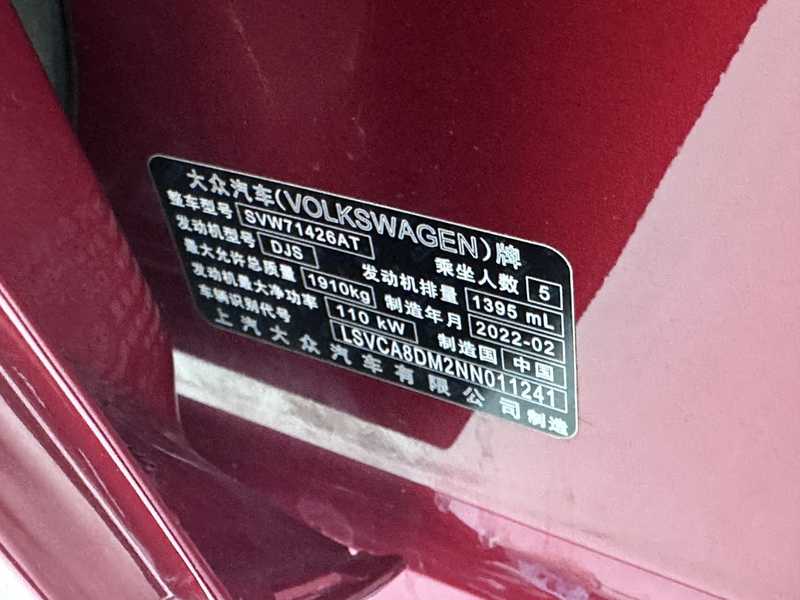 大众汽车(VOLKSWAGEN)牌
整车型号 SVW71426AT 乘坐人数 5
发动机型号 DJS 发动机排量 1395 mL
最大允许总质量 1910kg 制造年月 2022-02
发动机最大净功率 110 kW 制造国 中国
车辆识别代号 LSVCA8DM2NN011241
上汽大众汽车有限公司 制造